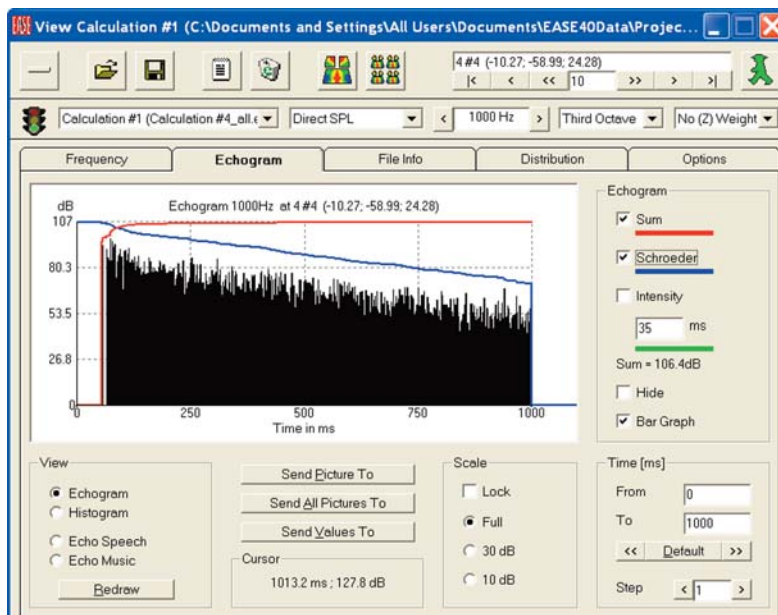 EASE View Calculation #1 (C:\Documents and Settings\All Users\Documents\EASE40Data\Projec...
4 #4 (-10.27; -58.99; 24.28)
|< < << 10 >> > >|
Calculation #1 (Calculation #4_all.e Direct SPL < 1000 Hz > Third Octave No (Z) Weight
Frequency Echogram File Info Distribution Options
dB Echogram 1000Hz at 4 #4 (-10.27; -58.99; 24.28)
107
80.3
53.5
26.8
0
0 250 500 750 1000
Time in ms
Echogram
Sum
Schroeder
Intensity
35 ms
Sum = 106.4dB
Hide
Bar Graph
View
Echogram
Histogram
Echo Speech
Echo Music
Redraw
Send Picture To
Send All Pictures To
Send Values To
Cursor
1013.2 ms ; 127.8 dB
Scale
Lock
Full
30 dB
10 dB
Time [ms]
From 0
To 1000
<< Default >>
Step < 1 >